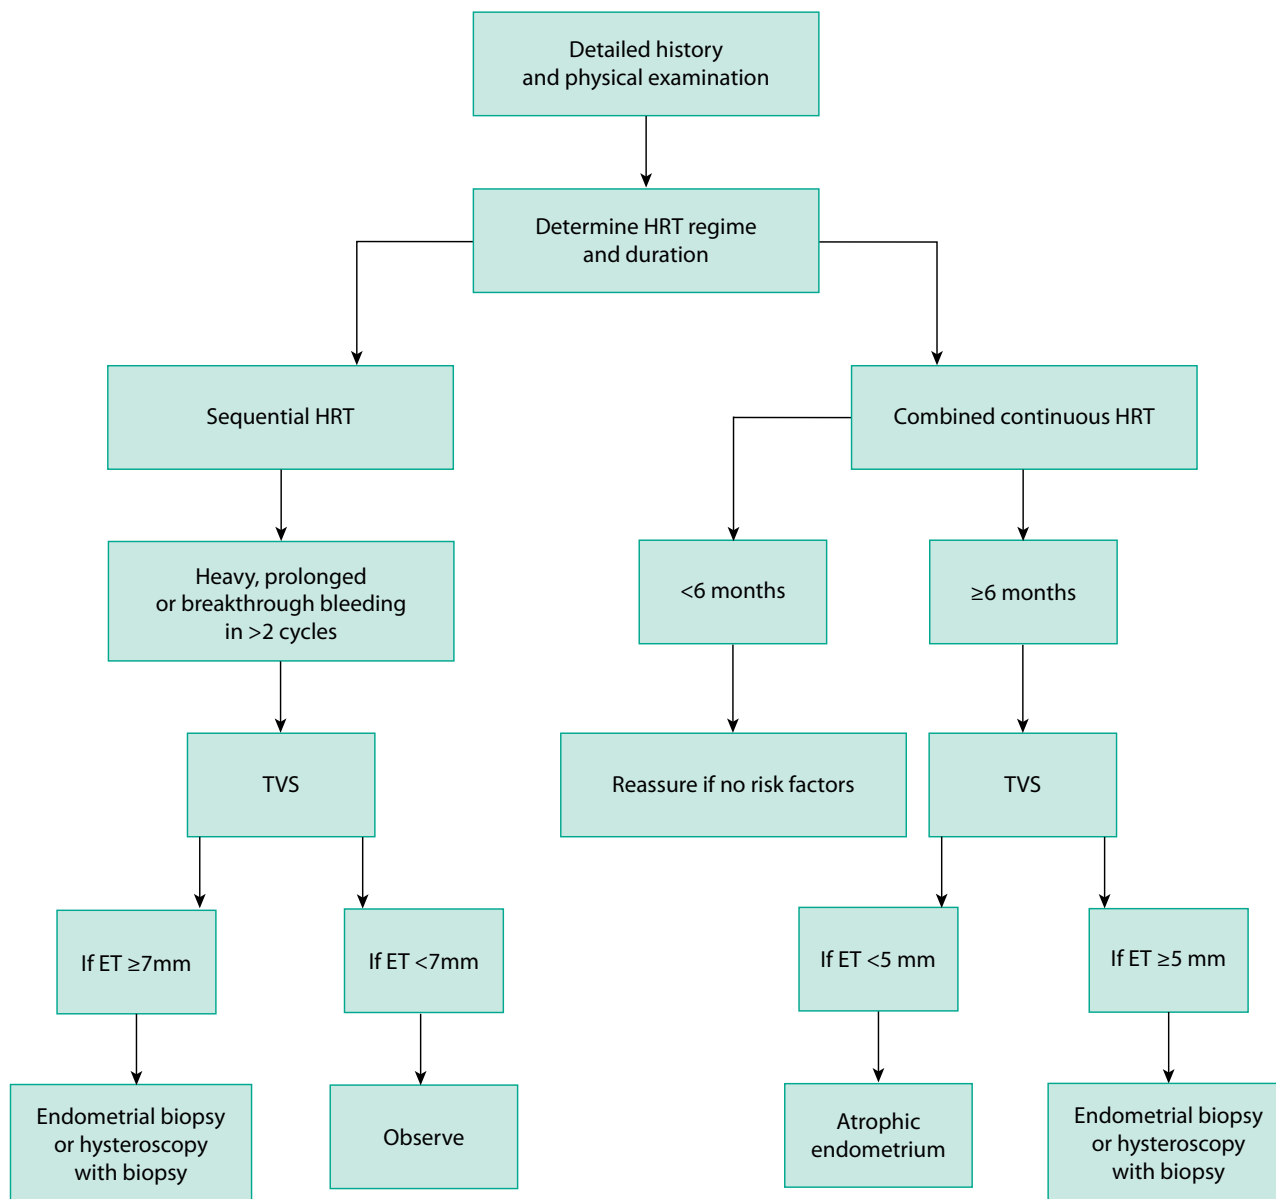 Detailed history
and physical examination
Determine HRT regime
and duration
Sequential HRT
Combined continuous HRT
Heavy, prolonged
or breakthrough bleeding
in >2 cycles
<6 months
≥6 months
TVS
Reassure if no risk factors
TVS
If ET ≥7mm
If ET <7mm
If ET <5 mm
If ET ≥5 mm
Endometrial biopsy
or hysteroscopy
with biopsy
Observe
Atrophic
endometrium
Endometrial biopsy
or hysteroscopy
with biopsy